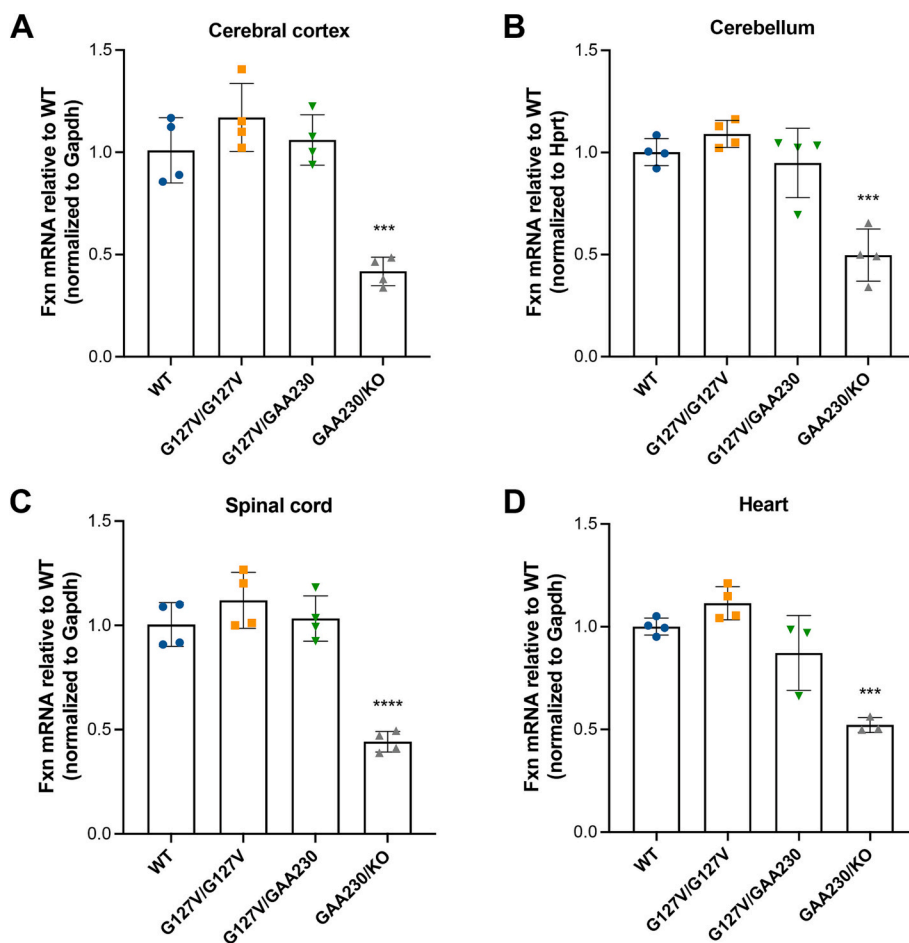 A
Cerebral cortex
Fxn mRNA relative to WT
(normalized to Gapdh)
1.5
1.0
0.5
0.0
***
WT
G127V/G127V
G127V/GAA230
GAA230/KO
B
Cerebellum
Fxn mRNA relative to WT
(normalized to Hprt)
1.5
1.0
0.5
0.0
***
WT
G127V/G127V
G127V/GAA230
GAA230/KO
C
Spinal cord
Fxn mRNA relative to WT
(normalized to Gapdh)
1.5
1.0
0.5
0.0
****
WT
G127V/G127V
G127V/GAA230
GAA230/KO
D
Heart
Fxn mRNA relative to WT
(normalized to Gapdh)
1.5
1.0
0.5
0.0
***
WT
G127V/G127V
G127V/GAA230
GAA230/KO